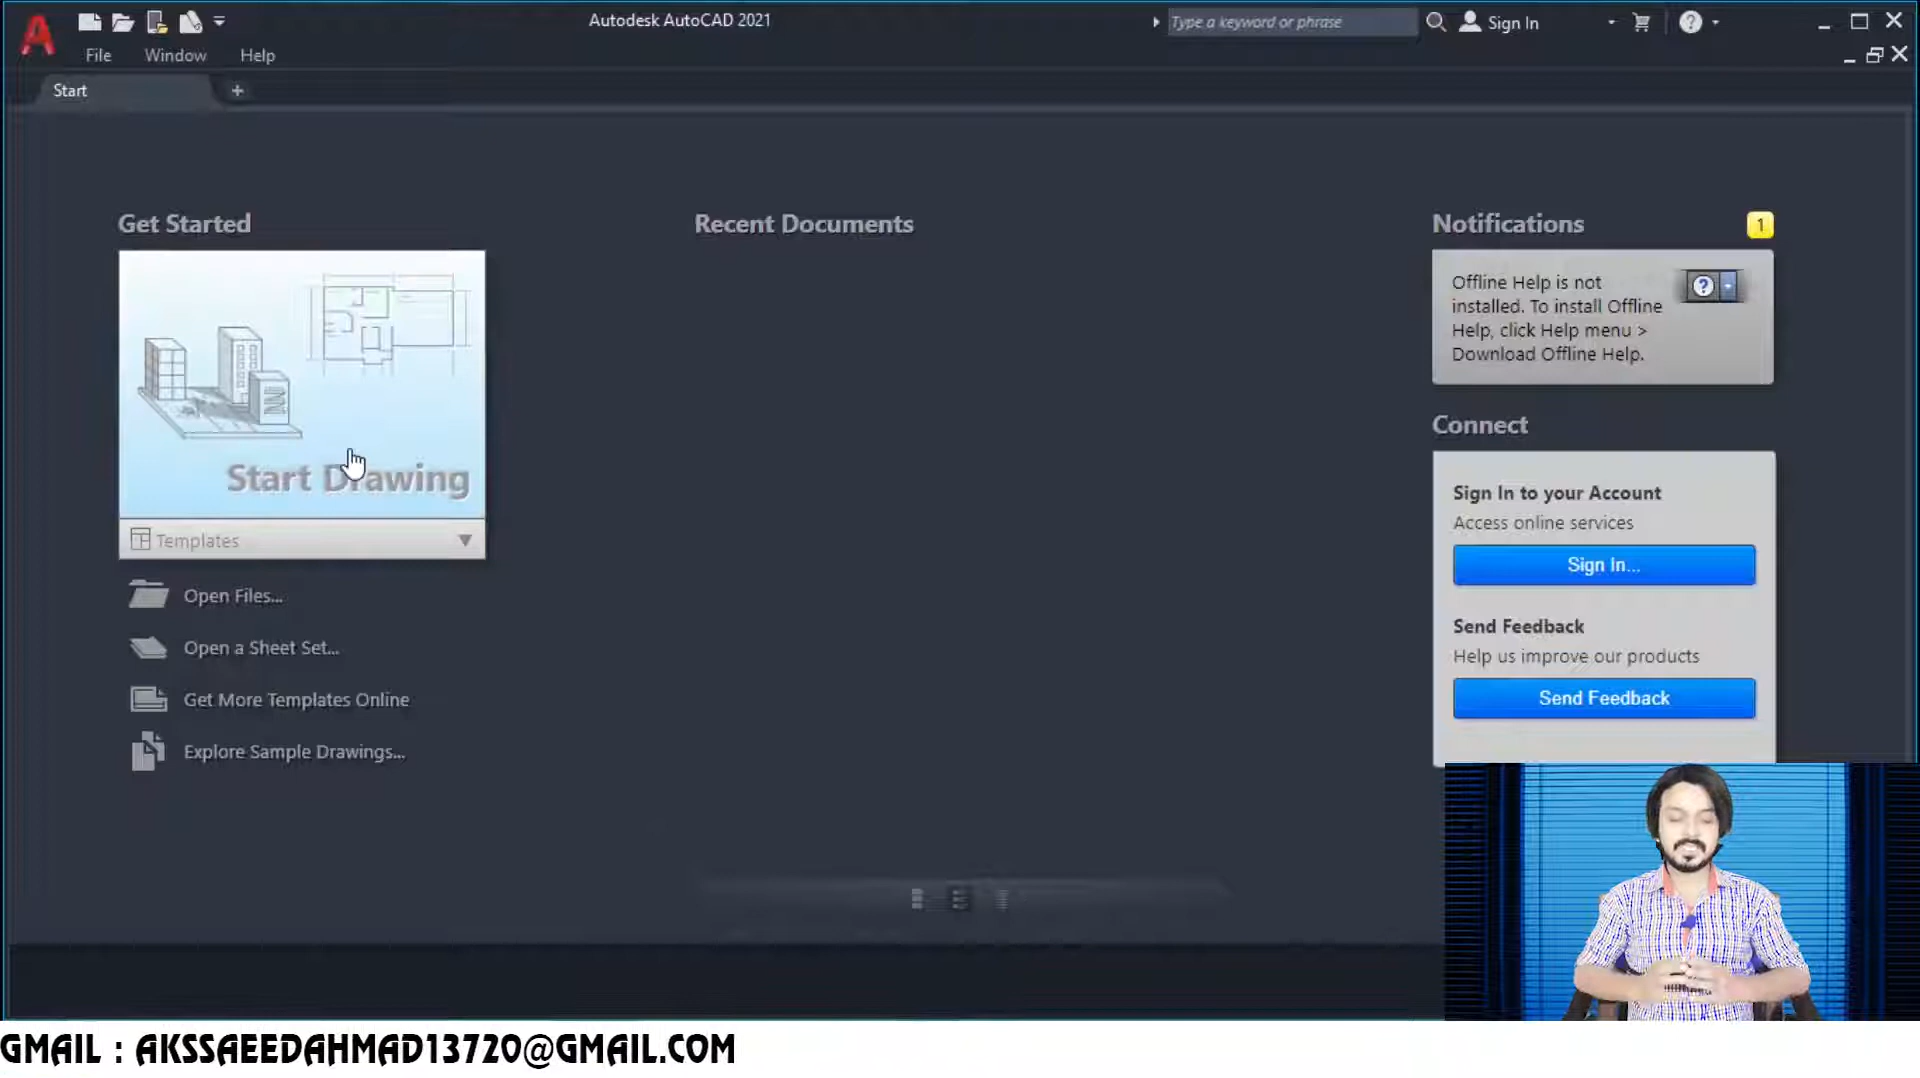 Autodesk AutoCAD 2021
Type a keyword or phrase
Sign In
File Window Help
Start
Get Started
Start Drawing
Templates
Open Files...
Open a Sheet Set...
Get More Templates Online
Explore Sample Drawings...
Recent Documents
Notifications
1
Offline Help is not
installed. To install Offline
Help, click Help menu >
Download Offline Help.
Connect
Sign In to your Account
Access online services
Sign In...
Send Feedback
Help us improve our products
Send Feedback
GMAIL : AKSSAEEDAHMAD13720@GMAIL.COM